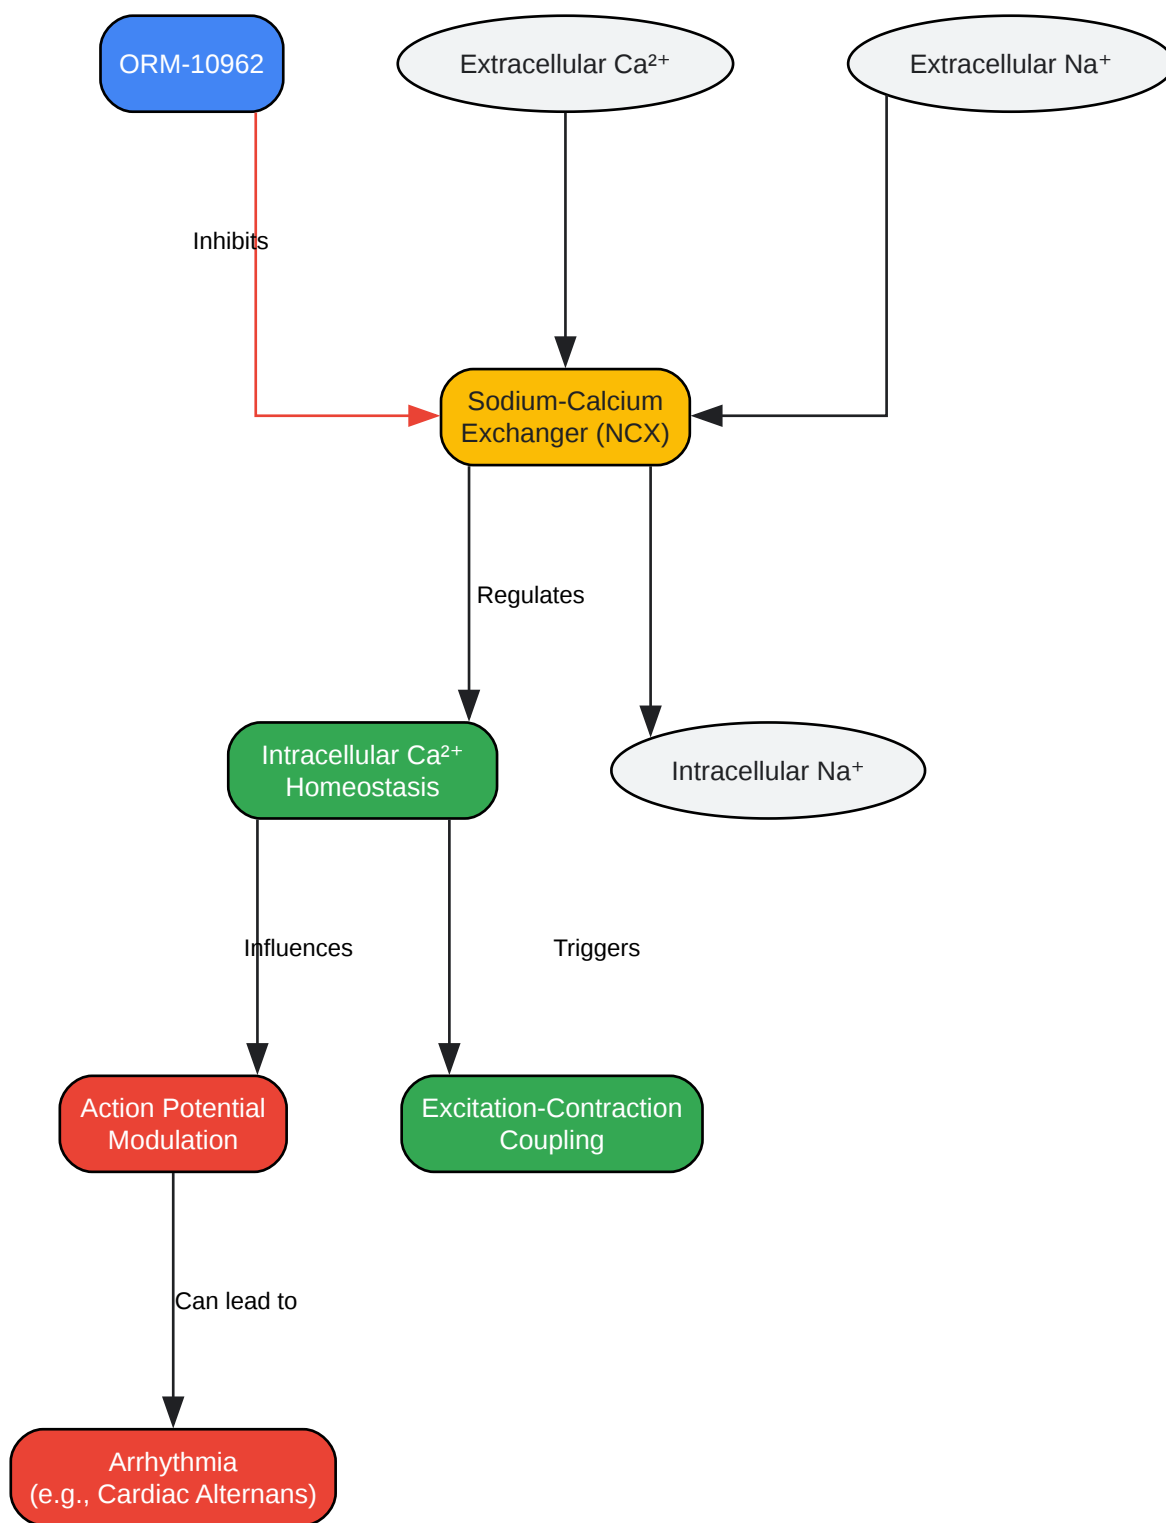 ORM-10962
Extracellular Ca²⁺
Extracellular Na⁺
Inhibits
Sodium-Calcium
Exchanger (NCX)
Regulates
Intracellular Ca²⁺
Homeostasis
Intracellular Na⁺
Influences
Triggers
Action Potential
Modulation
Excitation-Contraction
Coupling
Can lead to
Arrhythmia
(e.g., Cardiac Alternans)